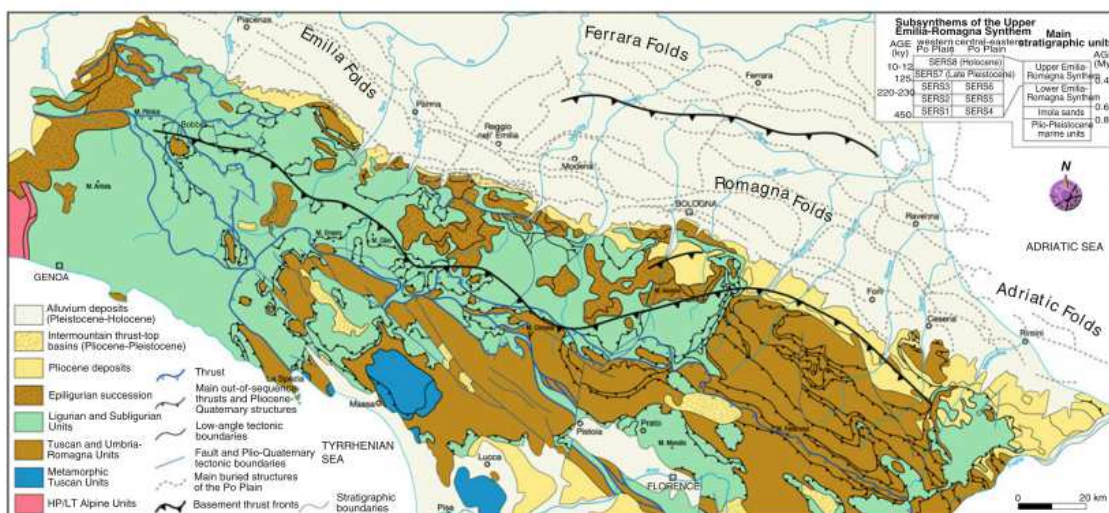 Piacenza
Emilia Folds
Ferrara Folds
Ferrara
Parma
Reggio
nell' Emilia
Modena
Bobbio
GENOA
BOLOGNA
Romagna Folds
Ravenna
ADRIATIC SEA
Adriatic Folds
Forlì
Cesena
Rimini
La Spezia
Massa
TYRRHENIAN
SEA
Lucca
Pisa
Pistoia
Prato
FLORENCE
N
0 20 km
Subsynthems of the Upper
Emilia-Romagna Synthem
AGE
(ky)
western
Po Plain
central-eastern
Po Plain
10-12
125
220-230
450
SERS8 (Holocene)
SERS7 (Late Pleistocene)
SERS3 SERS6
SERS2 SERS5
SERS1 SERS4
Main
stratigraphic units
AGE
(My)
Upper Emilia-
Romagna Synthem
Lower Emilia-
Romagna Synthem
Imola sands
Plio-Pleistocene
marine units
Alluvium deposits
(Pleistocene-Holocene)
Intermountain thrust-top
basins (Pliocene-Pleistocene)
Pliocene deposits
Epiligurian succession
Ligurian and Subligurian
Units
Tuscan and Umbria-
Romagna Units
Metamorphic
Tuscan Units
HP/LT Alpine Units
Thrust
Main out-of-sequence
thrusts and Pliocene-
Quaternary structures
Low-angle tectonic
boundaries
Fault and Plio-Quaternary
tectonic boundaries
Main buried structures
of the Po Plain
Basement thrust fronts
Stratigraphic
boundaries